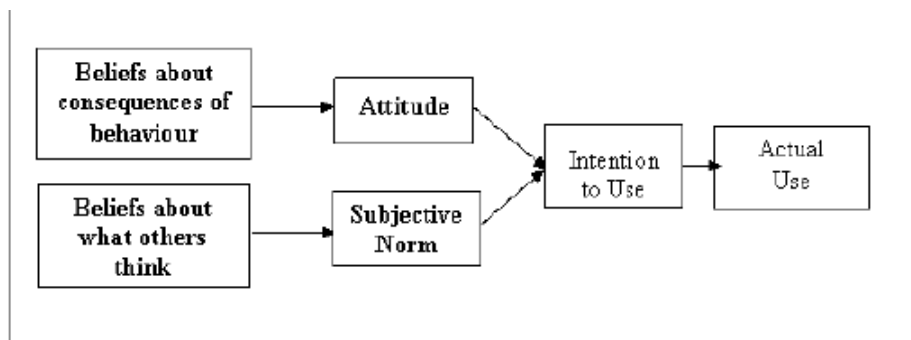 Beliefs about
consequences of
behaviour
Attitude
Intention
to Use
Actual
Use
Beliefs about
what others
think
Subjective
Norm